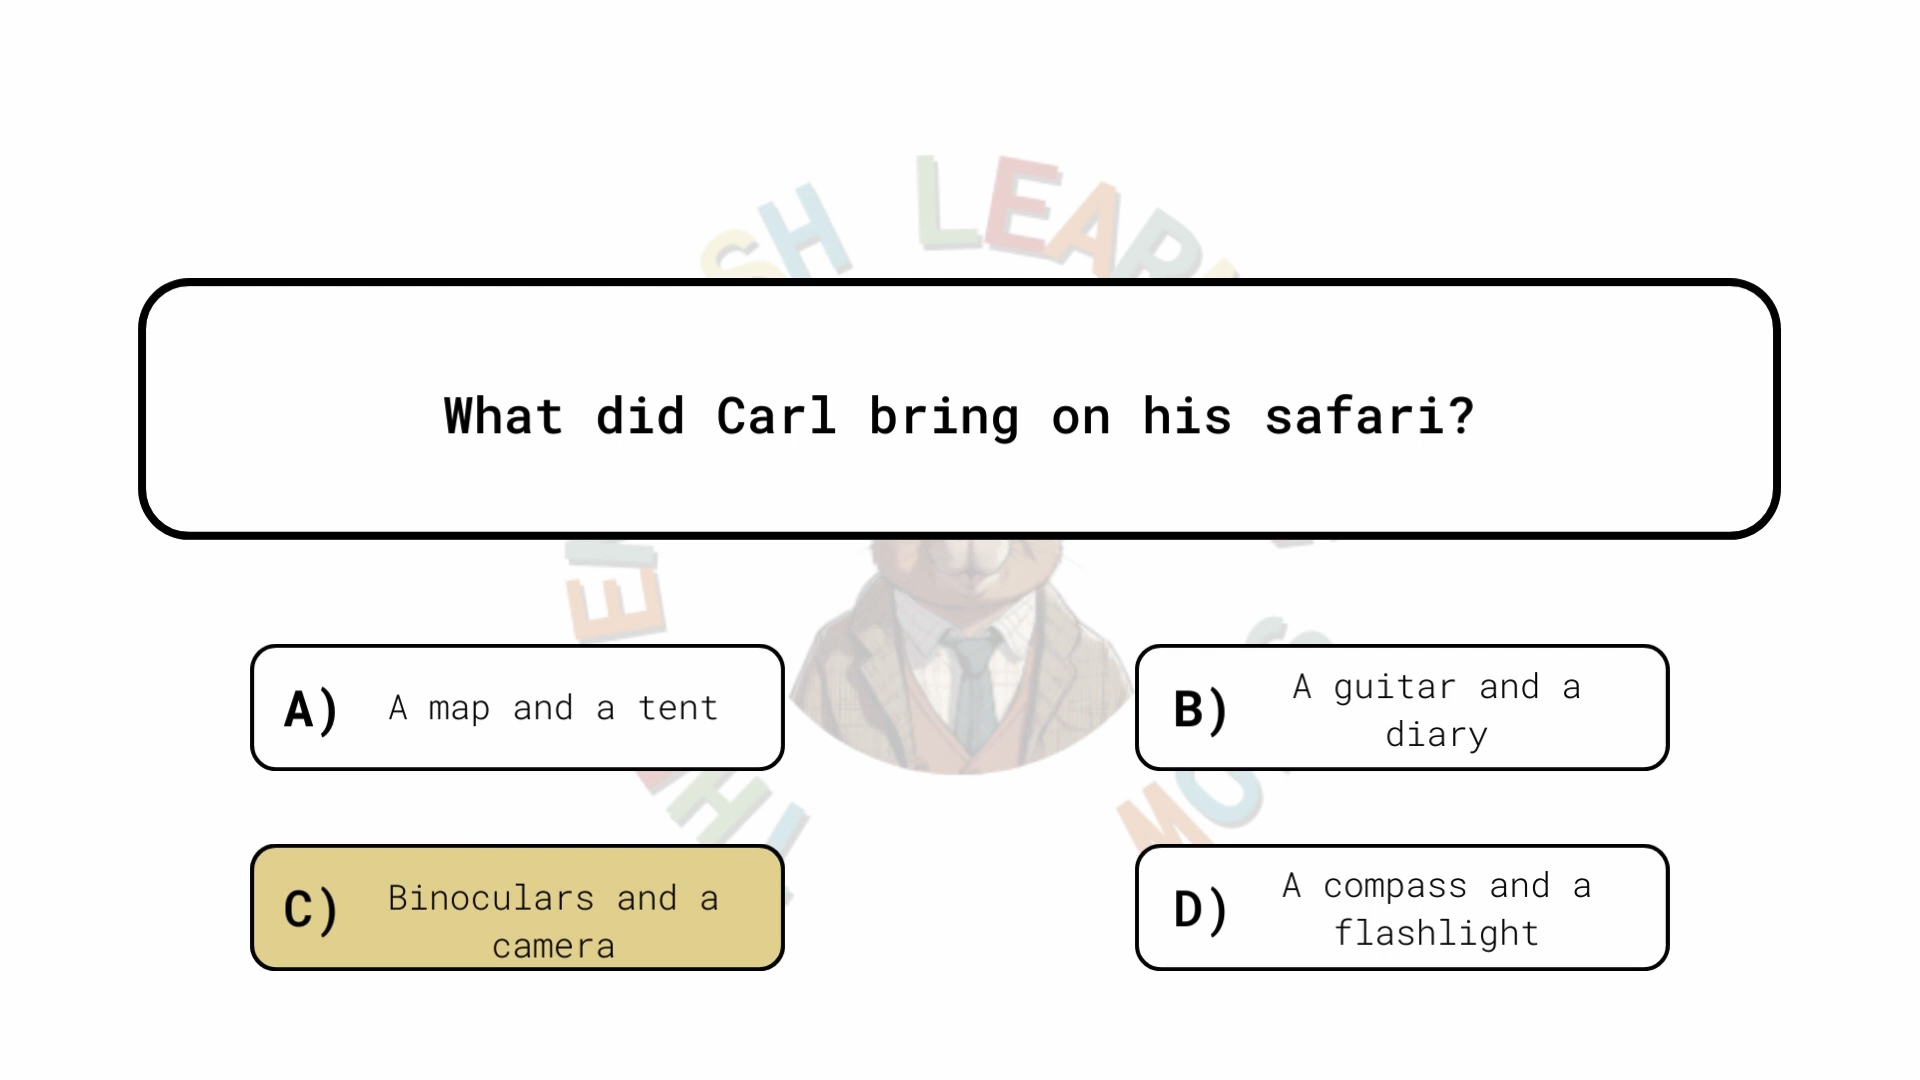 LEAR
What did Carl bring on his safari?
A) A map and a tent
B) A guitar and a
diary
C) Binoculars and a
camera
D) A compass and a
flashlight